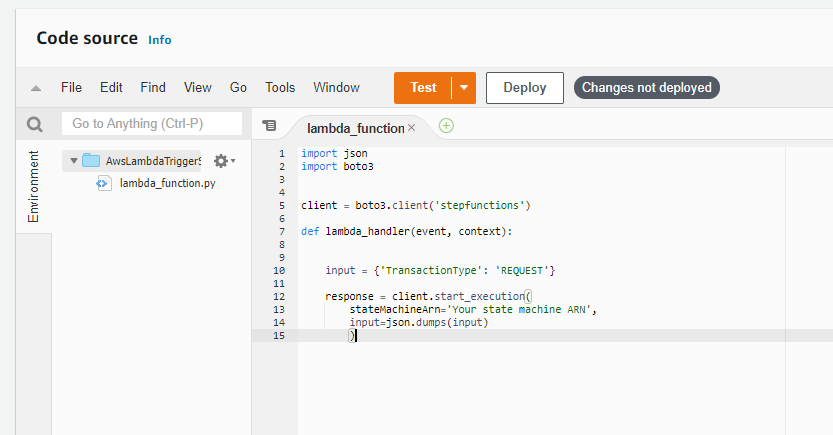 Code source Info
File Edit Find View Go Tools Window Test Deploy Changes not deployed
Go to Anything (Ctrl-P)
lambda_function ×
Environment
AwsLambdaTriggerS
lambda_function.py
1 import json
2 import boto3
3
4
5 client = boto3.client('stepfunctions')
6
7 def lambda_handler(event, context):
8
9
10 input = {'TransactionType': 'REQUEST'}
11
12 response = client.start_execution(
13 stateMachineArn='Your state machine ARN',
14 input=json.dumps(input)
15 )